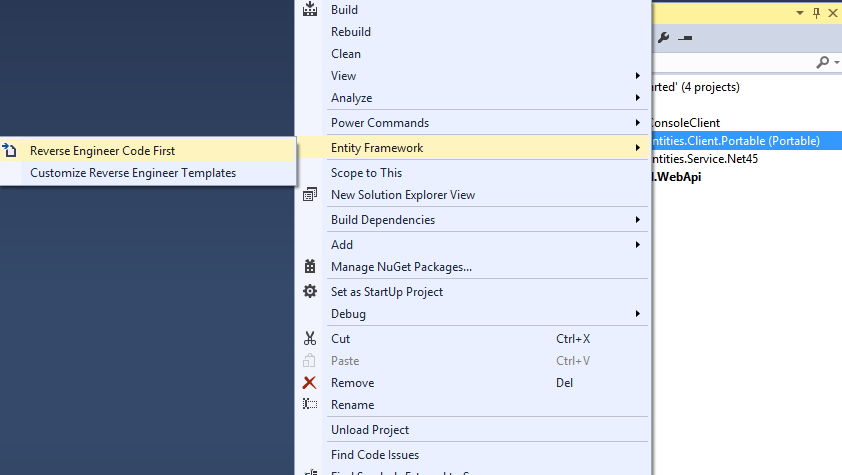 Build
Rebuild
Clean
View
Analyze
Power Commands
Entity Framework
Reverse Engineer Code First
Customize Reverse Engineer Templates
Scope to This
New Solution Explorer View
Build Dependencies
Add
Manage NuGet Packages...
Set as StartUp Project
Debug
Cut Ctrl+X
Paste Ctrl+V
Remove Del
Rename
Unload Project
Find Code Issues
rted' (4 projects)
ConsoleClient
ntities.Client.Portable (Portable)
ntities.Service.Net45
.WebApi